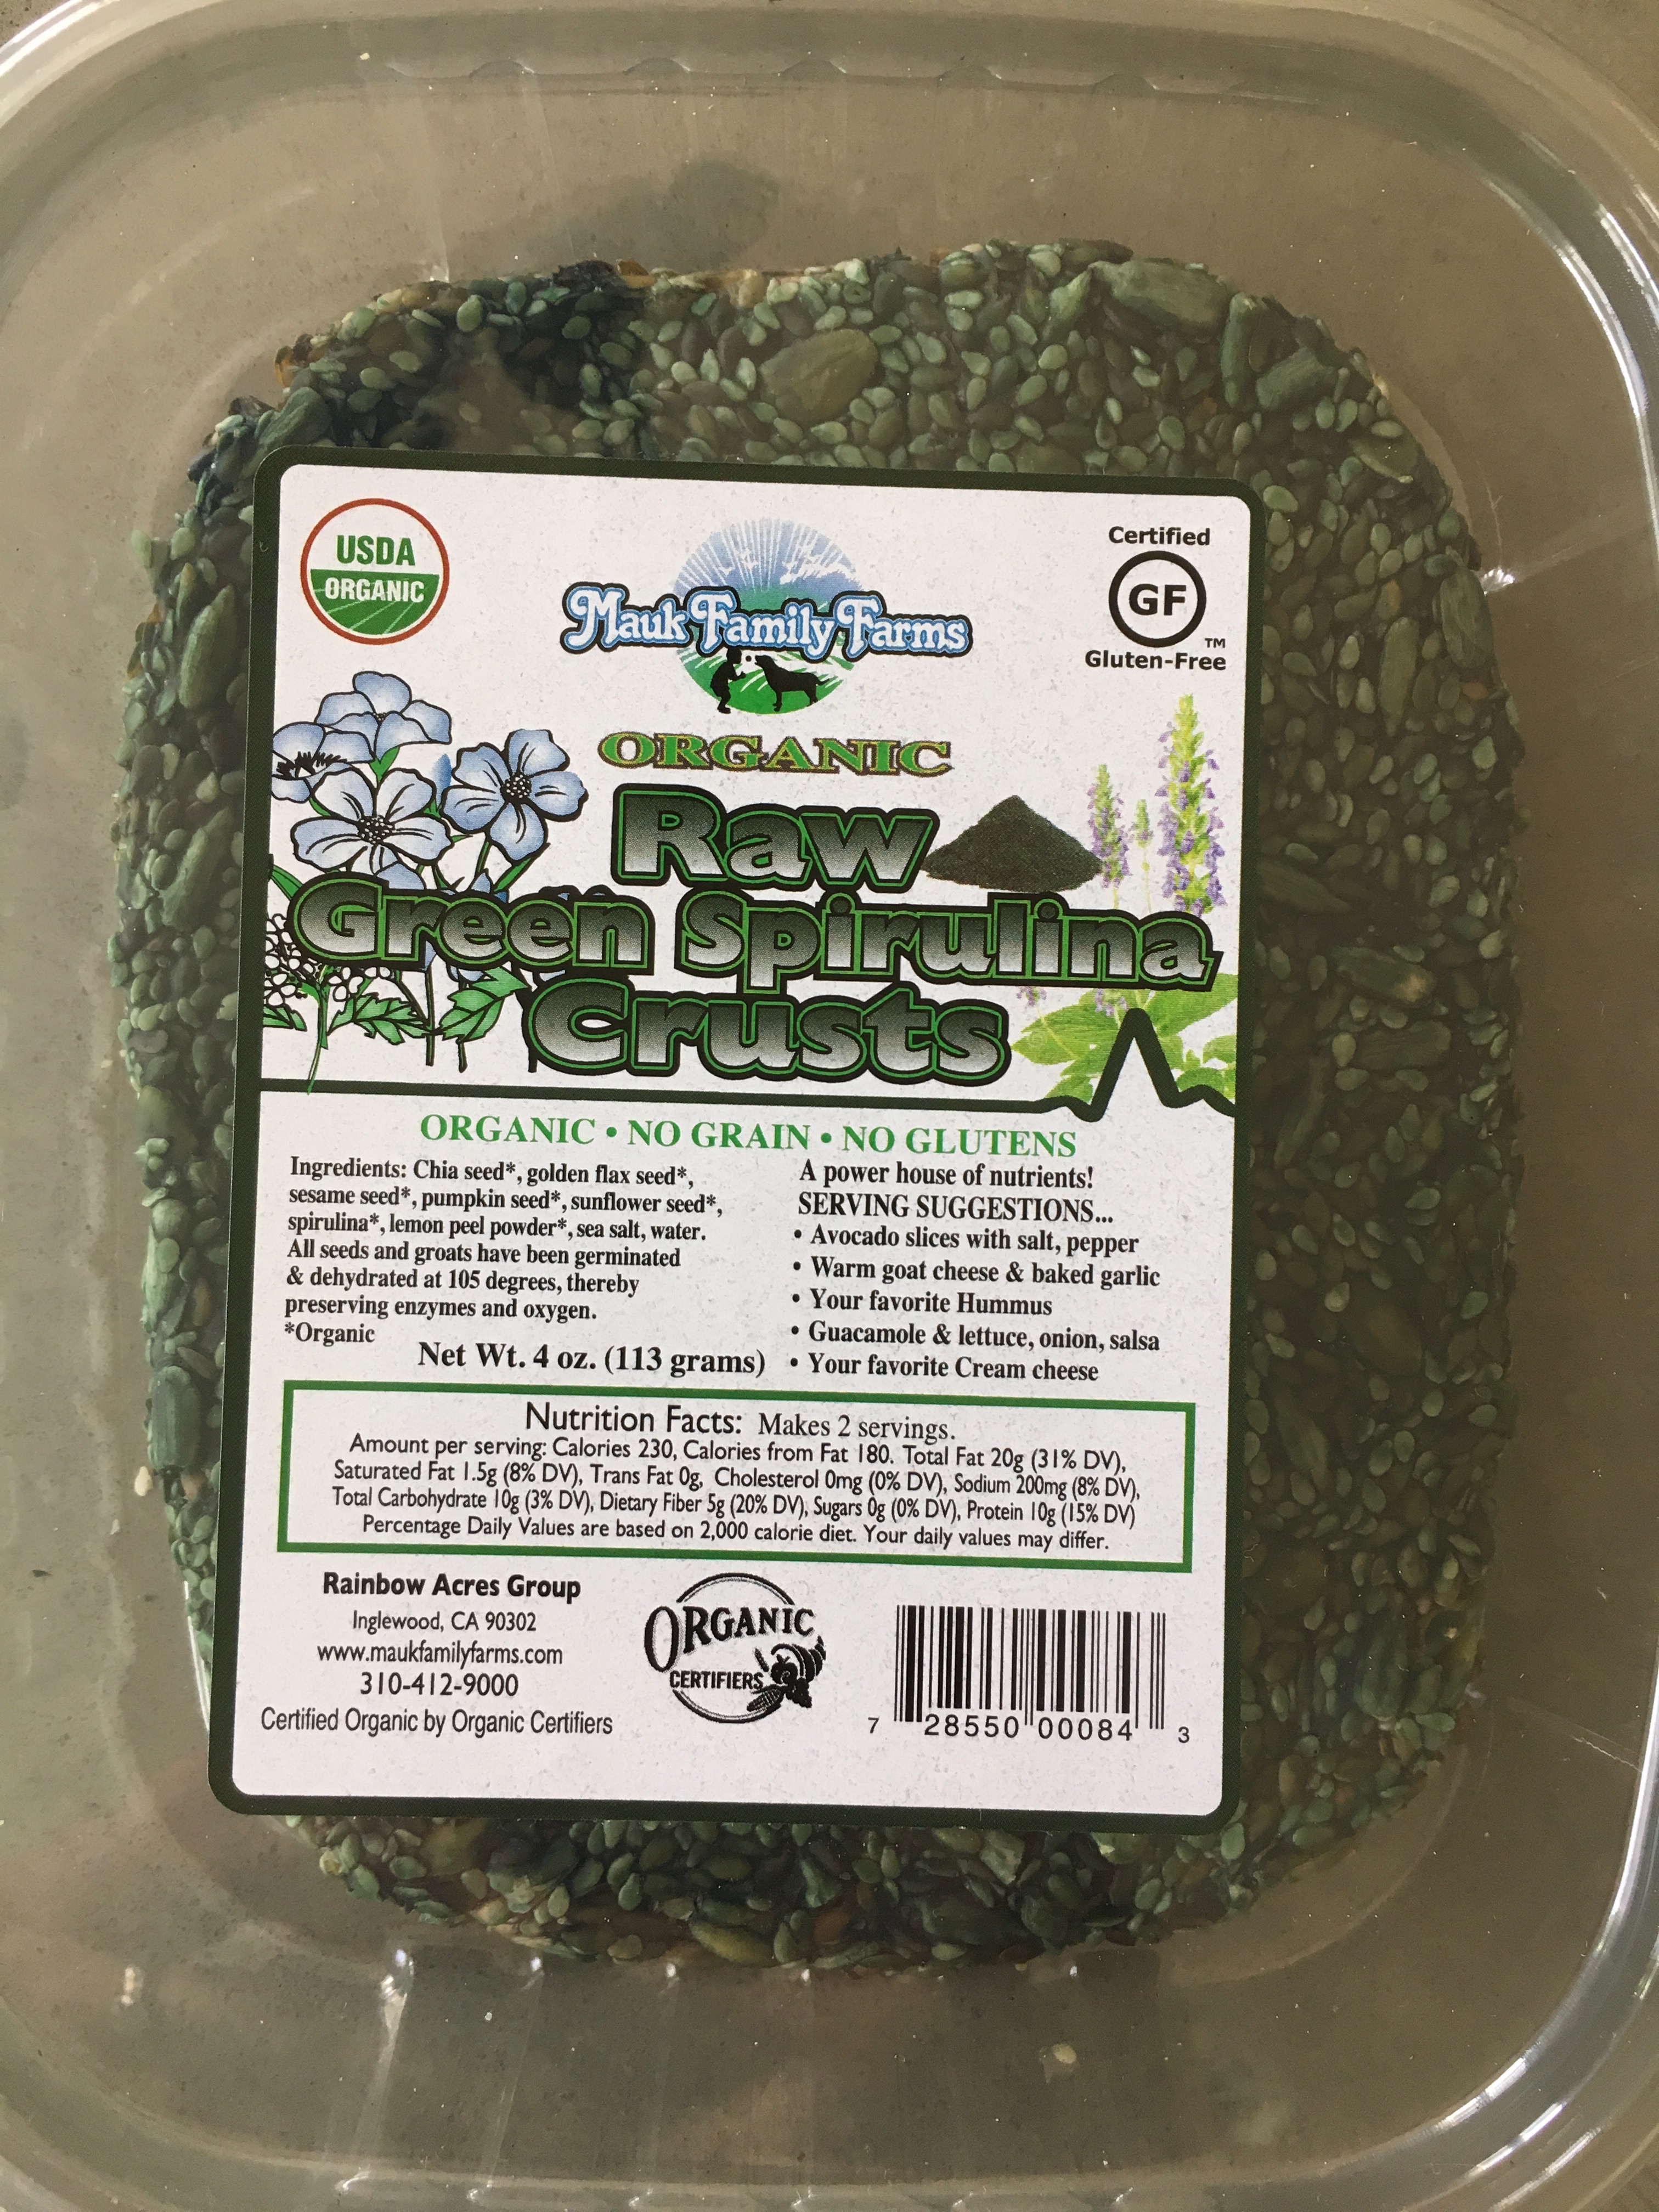 USDA
ORGANIC
Mauk Family Farms
Certified
GF
TM
Gluten-Free
ORGANIC
Raw
Green Spirulina
Crusts
ORGANIC • NO GRAIN • NO GLUTENS
Ingredients: Chia seed*, golden flax seed*,
sesame seed*, pumpkin seed*, sunflower seed*,
spirulina*, lemon peel powder*, sea salt, water.
All seeds and groats have been germinated
& dehydrated at 105 degrees, thereby
preserving enzymes and oxygen.
*Organic
Net Wt. 4 oz. (113 grams)
A power house of nutrients!
SERVING SUGGESTIONS...
• Avocado slices with salt, pepper
• Warm goat cheese & baked garlic
• Your favorite Hummus
• Guacamole & lettuce, onion, salsa
• Your favorite Cream cheese
Nutrition Facts: Makes 2 servings.
Amount per serving: Calories 230, Calories from Fat 180. Total Fat 20g (31% DV),
Saturated Fat 1.5g (8% DV), Trans Fat 0g, Cholesterol 0mg (0% DV), Sodium 200mg (8% DV),
Total Carbohydrate 10g (3% DV), Dietary Fiber 5g (20% DV), Sugars 0g (0% DV), Protein 10g (15% DV)
Percentage Daily Values are based on 2,000 calorie diet. Your daily values may differ.
Rainbow Acres Group
Inglewood, CA 90302
www.maukfamilyfarms.com
310-412-9000
Certified Organic by Organic Certifiers
ORGANIC
CERTIFIERS
7 28550 00084 3